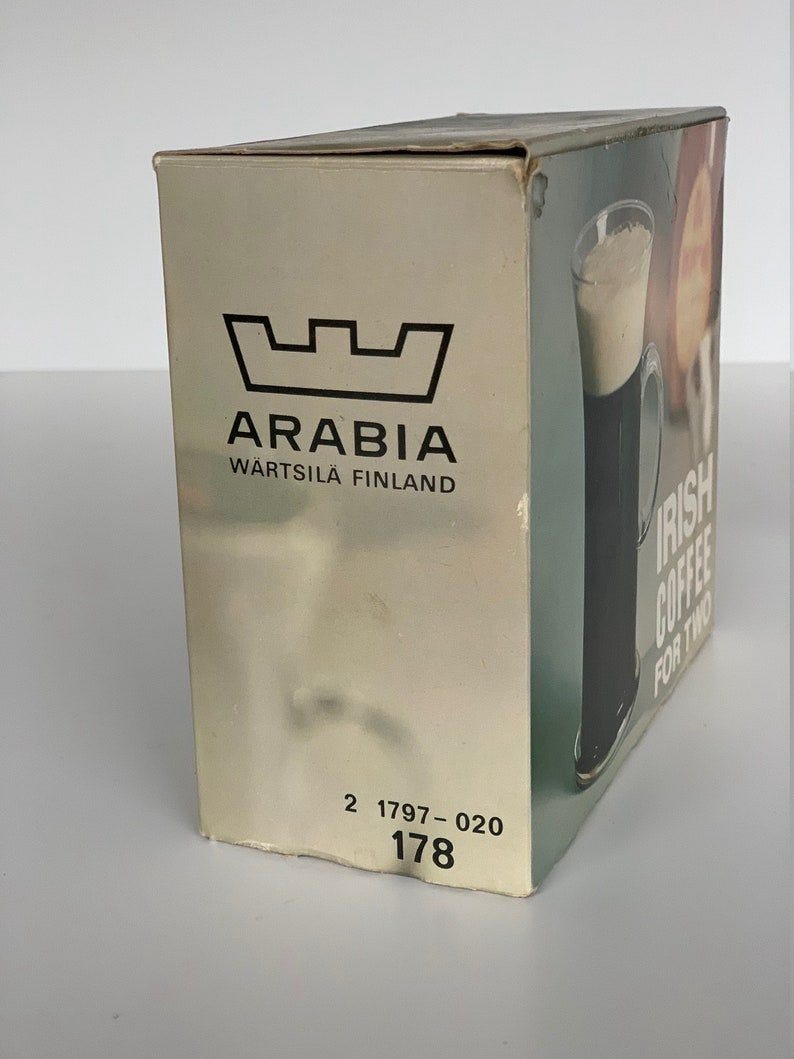 ARABIA
WÄRTSILÄ FINLAND
2 1797-020
178
IRISH
COFFEE
FOR TWO